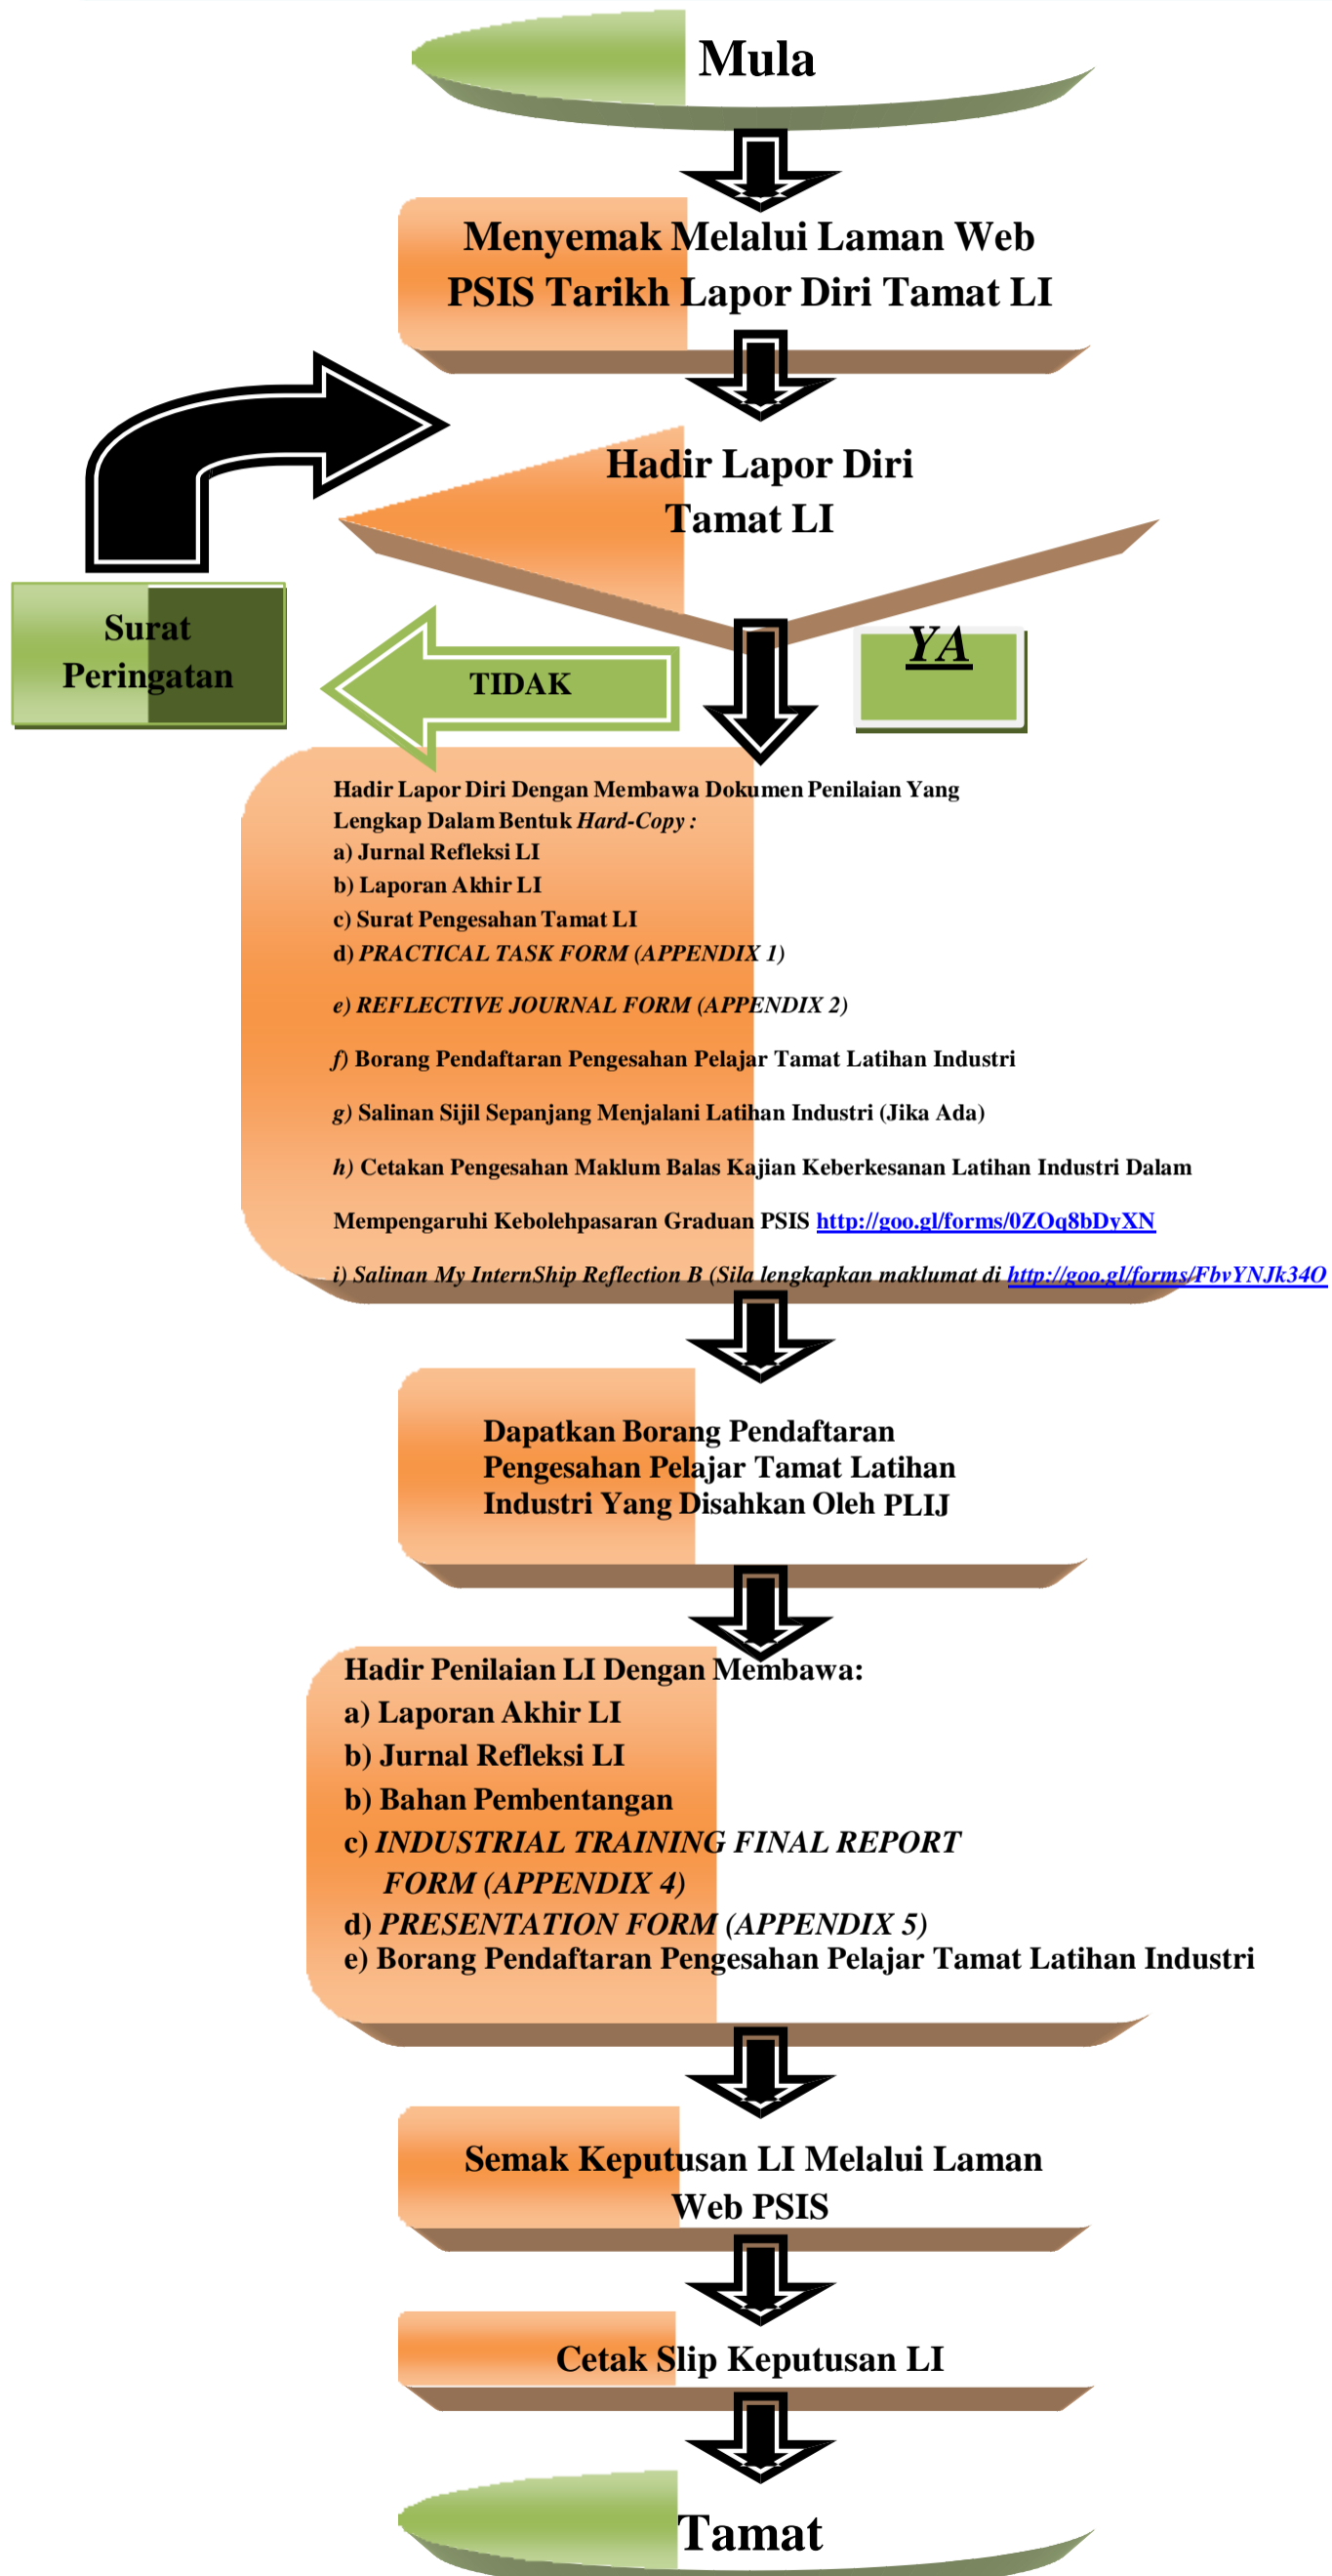 Mula
Menyemak Melalui Laman Web
PSIS Tarikh Lapor Diri Tamat LI
Hadir Lapor Diri
Tamat LI
Surat
Peringatan
TIDAK
YA
Hadir Lapor Diri Dengan Membawa Dokumen Penilaian Yang
Lengkap Dalam Bentuk Hard-Copy :
a) Jurnal Refleksi LI
b) Laporan Akhir LI
c) Surat Pengesahan Tamat LI
d) PRACTICAL TASK FORM (APPENDIX 1)
e) REFLECTIVE JOURNAL FORM (APPENDIX 2)
f) Borang Pendaftaran Pengesahan Pelajar Tamat Latihan Industri
g) Salinan Sijil Sepanjang Menjalani Latihan Industri (Jika Ada)
h) Cetakan Pengesahan Maklum Balas Kajian Keberkesanan Latihan Industri Dalam
Mempengaruhi Kebolehpasaran Graduan PSIS http://goo.gl/forms/0ZOq8bDyXN
i) Salinan My InternShip Reflection B (Sila lengkapkan maklumat di http://goo.gl/forms/FbvYNJk34O
Dapatkan Borang Pendaftaran
Pengesahan Pelajar Tamat Latihan
Industri Yang Disahkan Oleh PLIJ
Hadir Penilaian LI Dengan Membawa:
a) Laporan Akhir LI
b) Jurnal Refleksi LI
b) Bahan Pembentangan
c) INDUSTRIAL TRAINING FINAL REPORT
FORM (APPENDIX 4)
d) PRESENTATION FORM (APPENDIX 5)
e) Borang Pendaftaran Pengesahan Pelajar Tamat Latihan Industri
Semak Keputusan LI Melalui Laman
Web PSIS
Cetak Slip Keputusan LI
Tamat